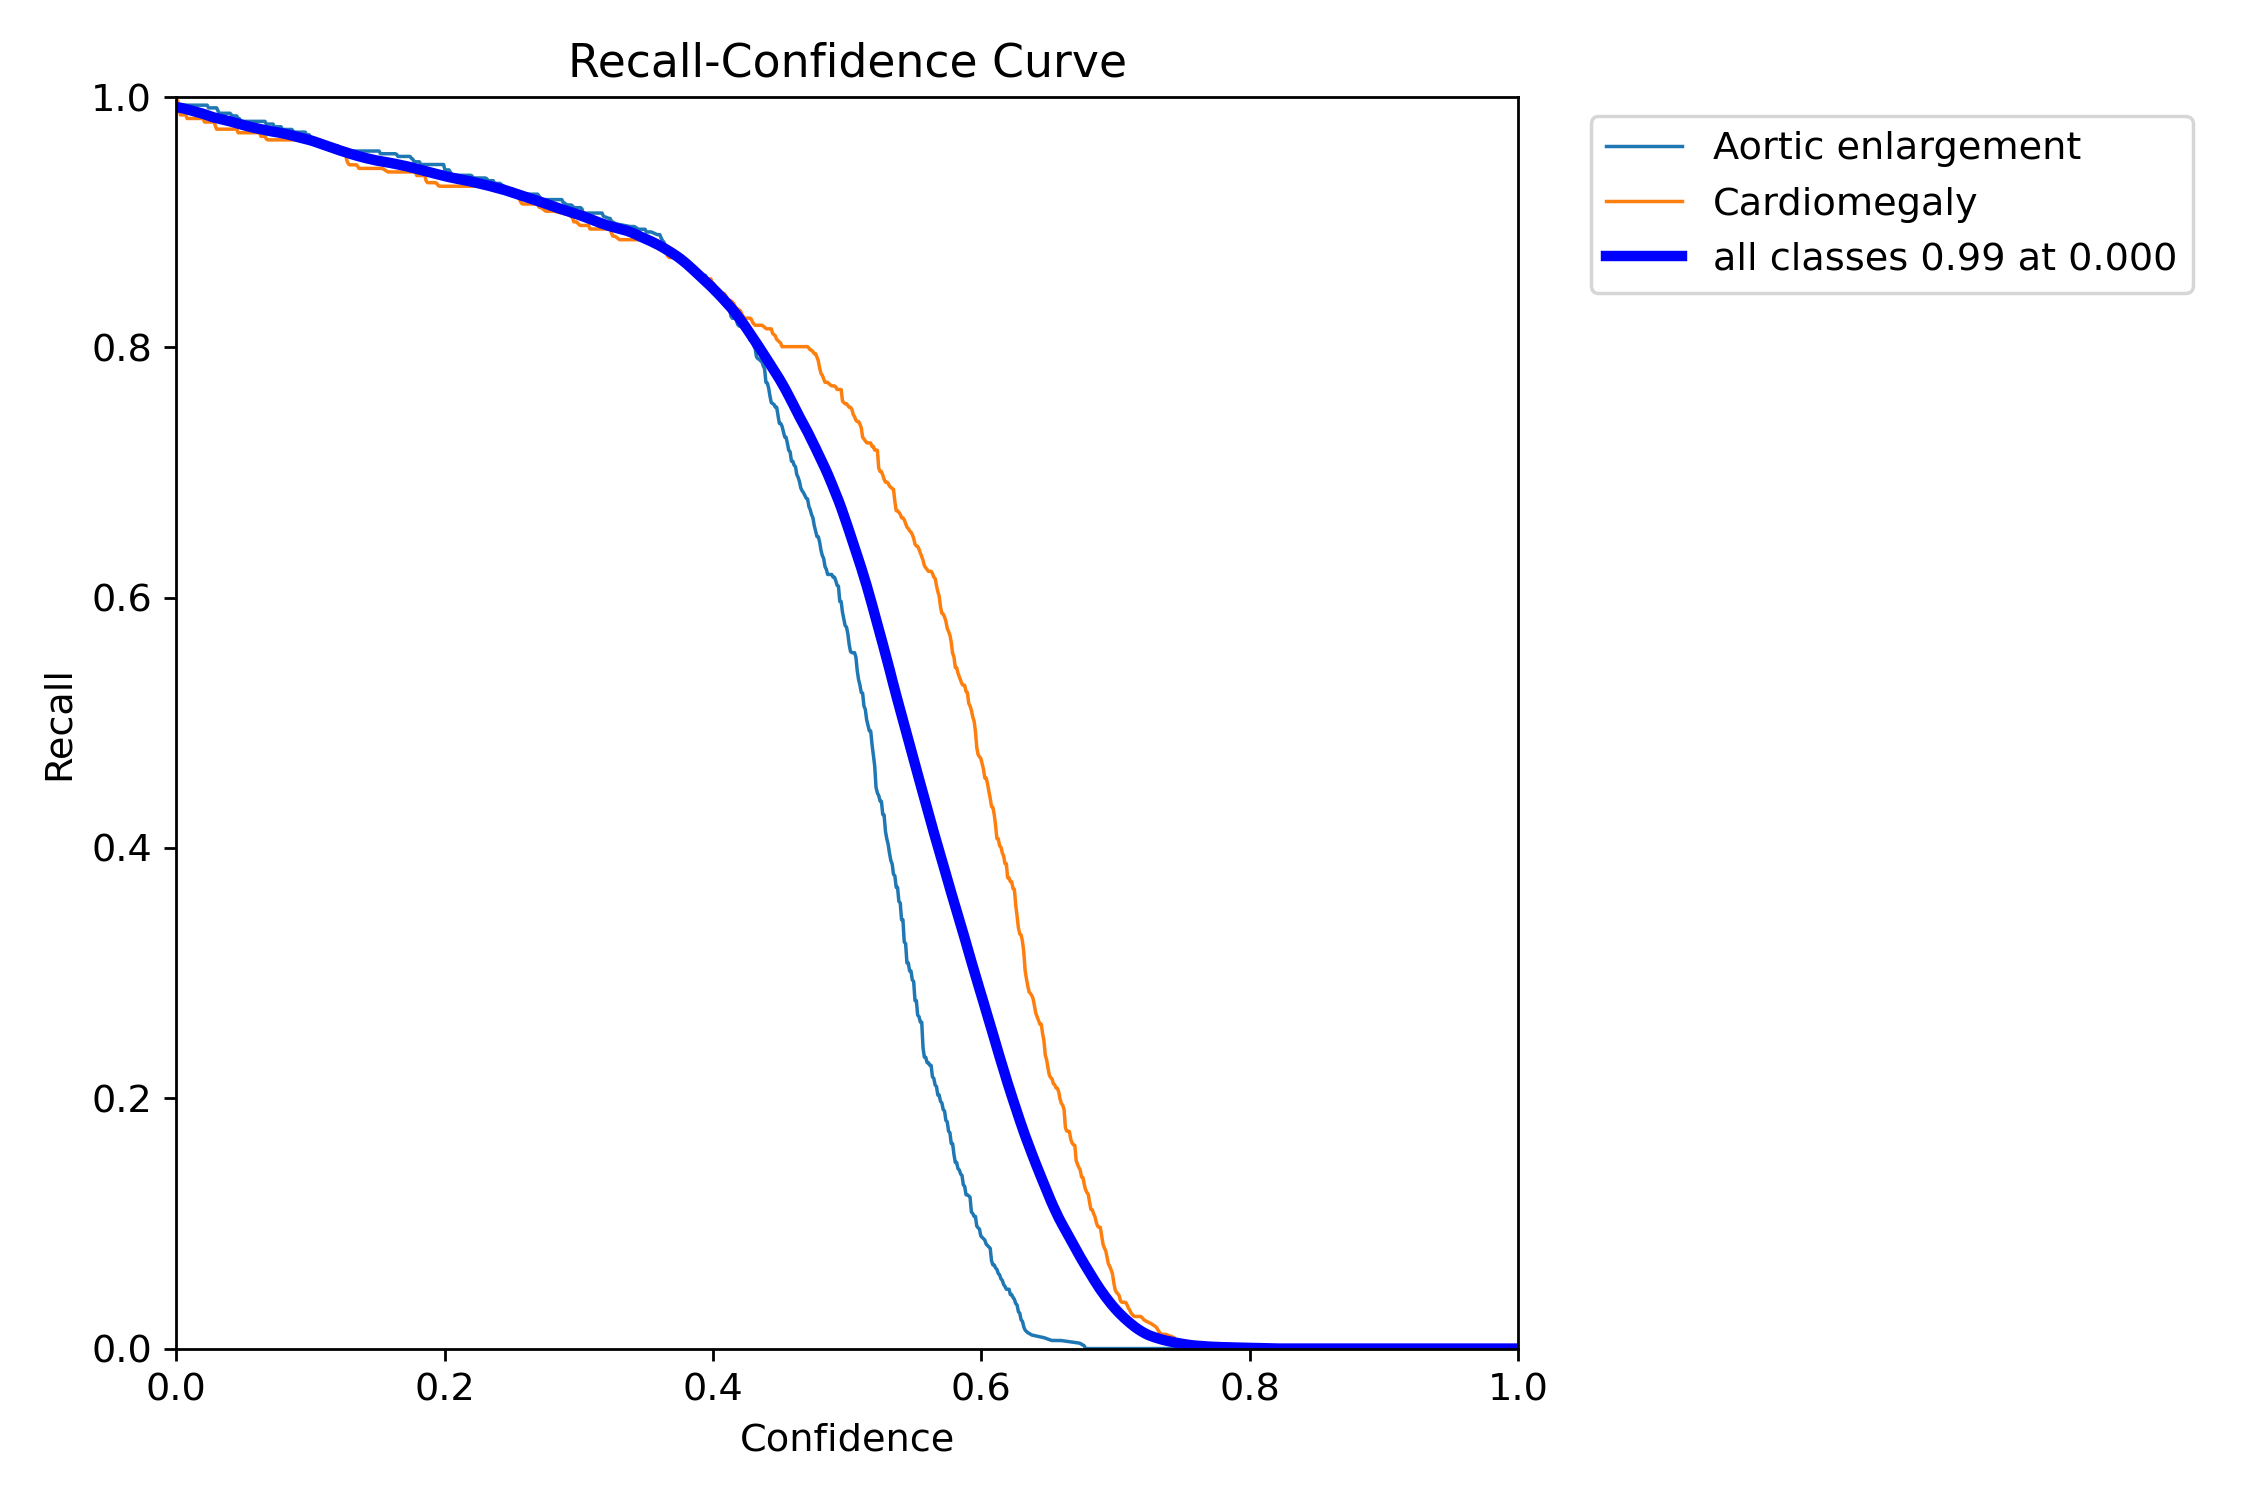 Recall-Confidence Curve
1.0
0.8
0.6
0.4
0.2
0.0
Recall
0.0 0.2 0.4 0.6 0.8 1.0
Confidence
Aortic enlargement
Cardiomegaly
all classes 0.99 at 0.000